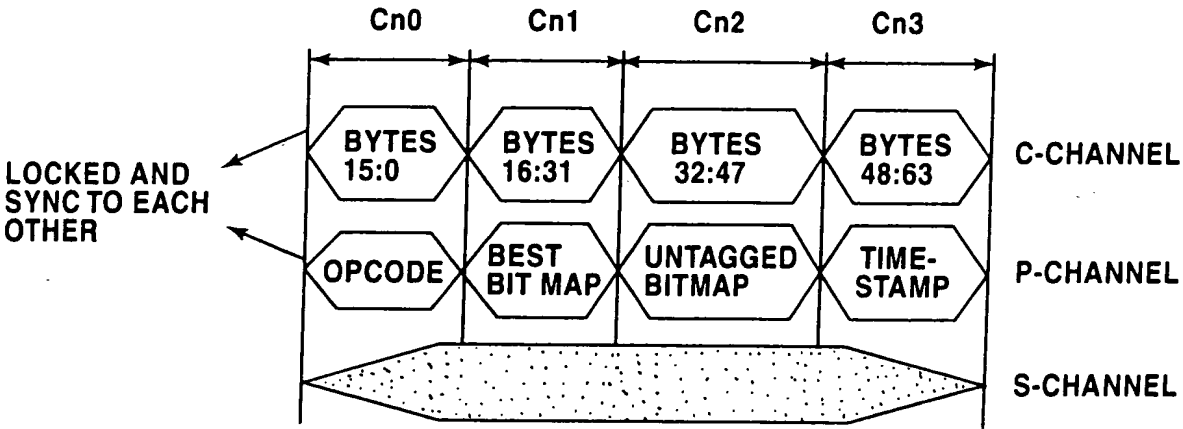 Cn0 Cn1 Cn2 Cn3
BYTES
15:0
BYTES
16:31
BYTES
32:47
BYTES
48:63
C-CHANNEL
LOCKED AND
SYNC TO EACH
OTHER
OPCODE
BEST
BIT MAP
UNTAGGED
BITMAP
TIME-
STAMP
P-CHANNEL
S-CHANNEL